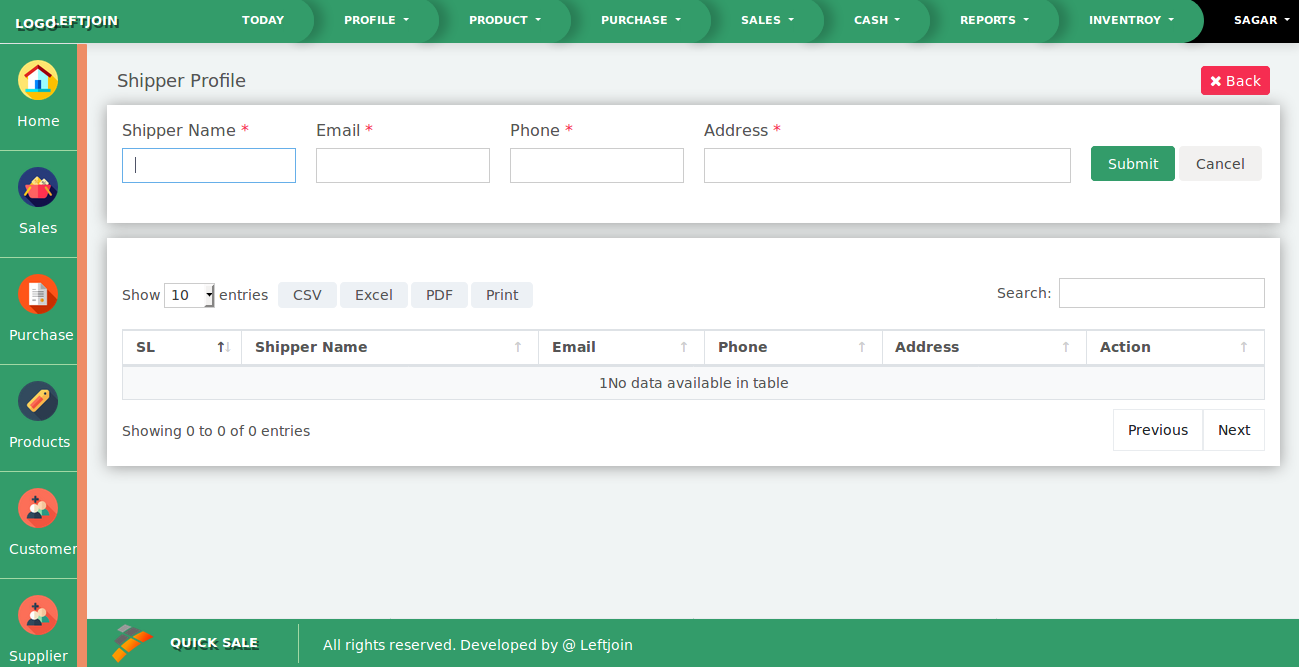 LOGO LEFTJOIN TODAY PROFILE PRODUCT PURCHASE SALES CASH REPORTS INVENTROY SAGAR
Home
Sales
Purchase
Products
Customer
Supplier
Shipper Profile Back
Shipper Name * Email * Phone * Address *
Submit Cancel
Show 10 entries CSV Excel PDF Print Search:
SL Shipper Name Email Phone Address Action
1No data available in table
Showing 0 to 0 of 0 entries Previous Next
QUICK SALE All rights reserved. Developed by @ Leftjoin